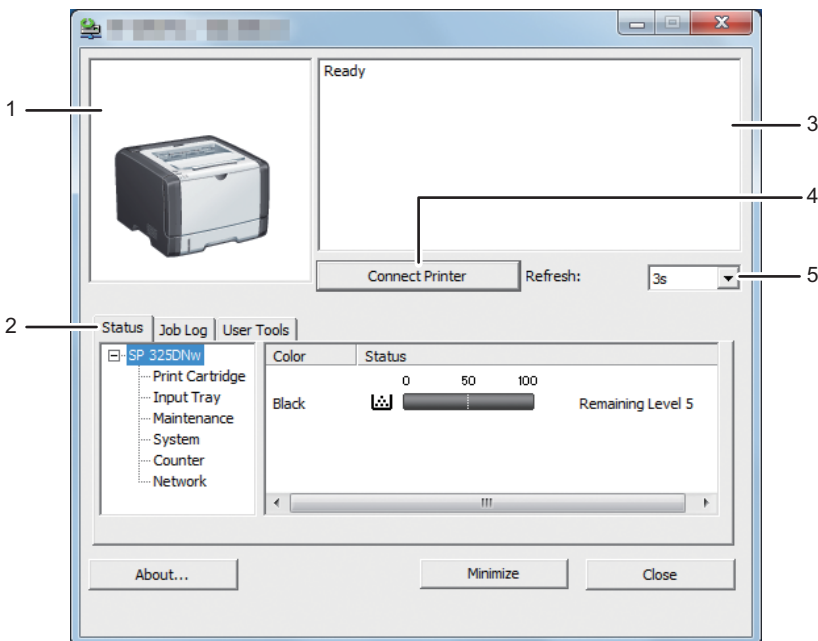 Ready
1
3
4
Connect Printer Refresh: 3s 5
2 Status Job Log User Tools
SP 325DNw Color Status
Print Cartridge 0 50 100
Input Tray Black Remaining Level 5
Maintenance
System
Counter
Network
About... Minimize Close